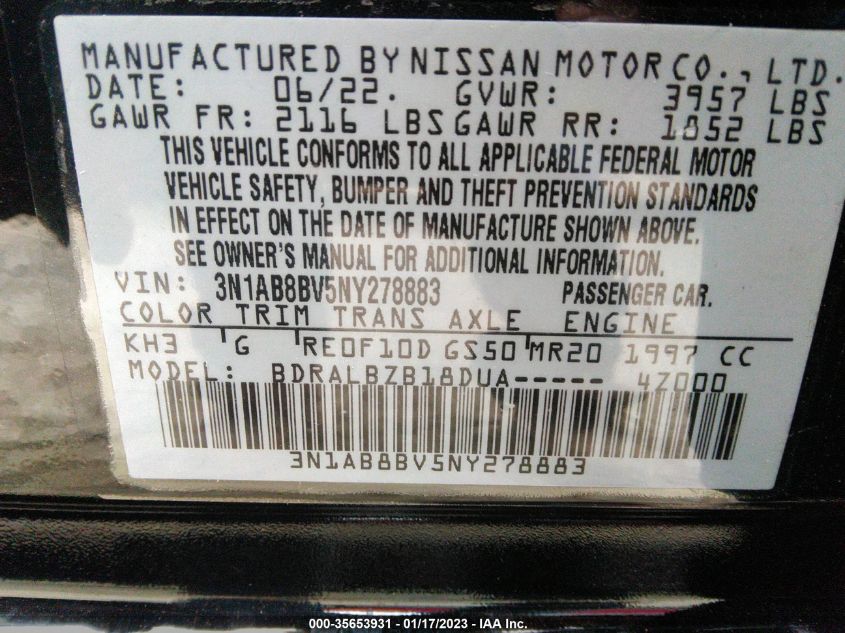 MANUFACTURED BY NISSAN MOTOR CO., LTD.
DATE: 06/22. GVWR: 3957 LBS
GAWR FR: 2116 LBS GAWR RR: 1852 LBS
THIS VEHICLE CONFORMS TO ALL APPLICABLE FEDERAL MOTOR
VEHICLE SAFETY, BUMPER AND THEFT PREVENTION STANDARDS
IN EFFECT ON THE DATE OF MANUFACTURE SHOWN ABOVE.
SEE OWNER'S MANUAL FOR ADDITIONAL INFORMATION.
VIN: 3N1AB8BV5NY278883 PASSENGER CAR.
COLOR TRIM TRANS AXLE ENGINE
KH3 G RE0F10D GS50 MR20 1997 CC
MODEL: BDRALBZB18DUA----- 4Z000
3N1AB8BV5NY278883
000-35653931 - 01/17/2023 - IAA Inc.